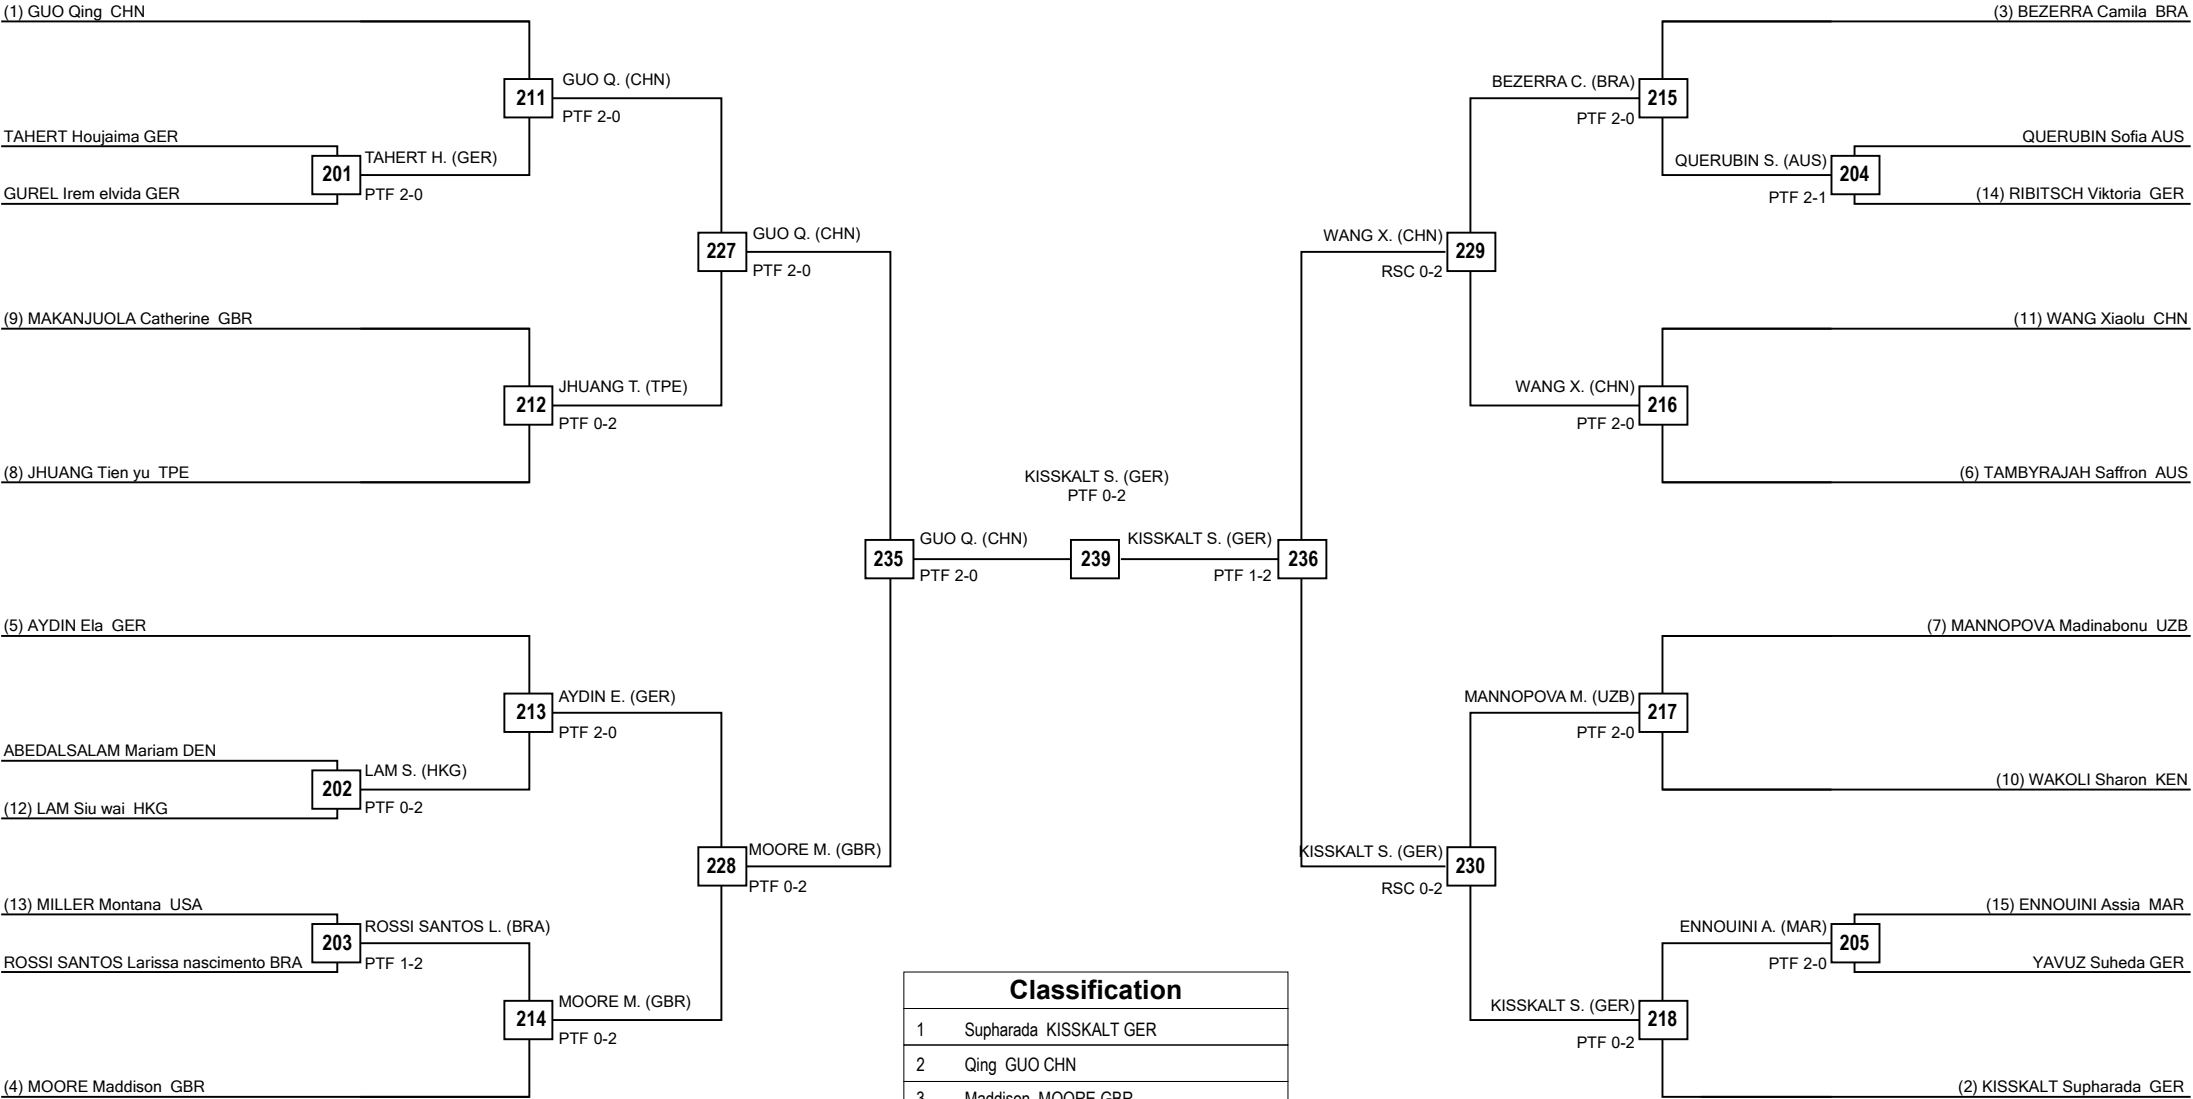 (1) GUO Qing CHN
TAHERT Houjaima GER
GUREL Irem elvida GER
(9) MAKANJUOLA Catherine GBR
(8) JHUANG Tien yu TPE
(5) AYDIN Ela GER
ABEDALSALAM Mariam DEN
(12) LAM Siu wai HKG
(13) MILLER Montana USA
ROSSI SANTOS Larissa nascimento BRA
(4) MOORE Maddison GBR
201
TAHERT H. (GER)
PTF 2-0
202
LAM S. (HKG)
PTF 0-2
203
ROSSI SANTOS L. (BRA)
PTF 1-2
211
GUO Q. (CHN)
PTF 2-0
212
JHUANG T. (TPE)
PTF 0-2
213
AYDIN E. (GER)
PTF 2-0
214
MOORE M. (GBR)
PTF 0-2
227
GUO Q. (CHN)
PTF 2-0
228
MOORE M. (GBR)
PTF 0-2
235
GUO Q. (CHN)
PTF 2-0
KISSKALT S. (GER)
PTF 0-2
239
KISSKALT S. (GER)
PTF 1-2
236
WANG X. (CHN)
RSC 0-2
229
KISSKALT S. (GER)
RSC 0-2
230
BEZERRA C. (BRA)
PTF 2-0
215
WANG X. (CHN)
PTF 2-0
216
MANNOPOVA M. (UZB)
PTF 2-0
217
KISSKALT S. (GER)
PTF 0-2
218
QUERUBIN S. (AUS)
PTF 2-1
204
ENNOUINI A. (MAR)
PTF 2-0
205
(3) BEZERRA Camila BRA
QUERUBIN Sofia AUS
(14) RIBITSCH Viktoria GER
(11) WANG Xiaolu CHN
(6) TAMBYRAJAH Saffron AUS
(7) MANNOPOVA Madinabonu UZB
(10) WAKOLI Sharon KEN
(15) ENNOUINI Assia MAR
YAVUZ Suheda GER
(2) KISSKALT Supharada GER
Classification
1 Supharada KISSKALT GER
2 Qing GUO CHN
3 Maddison MOORE GBR